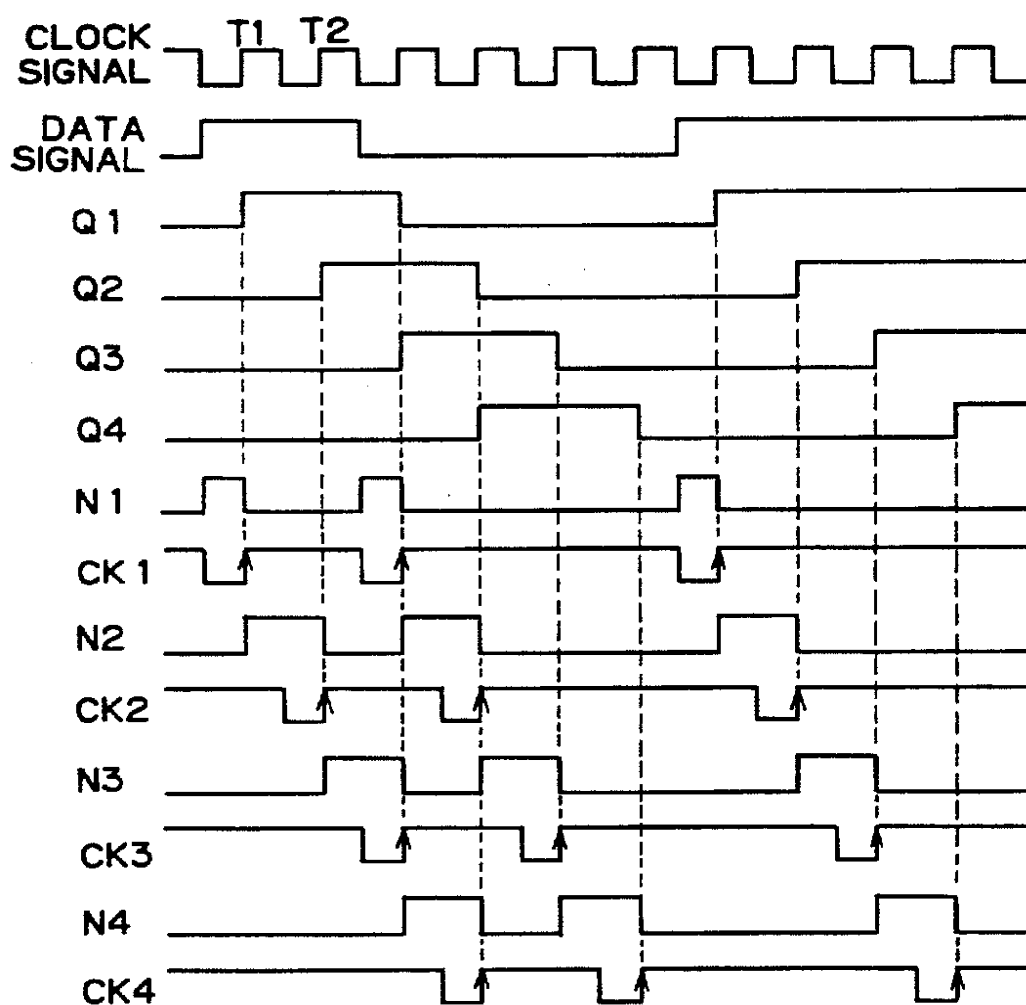 T1 T2
CLOCK
SIGNAL
DATA
SIGNAL
Q1
Q2
Q3
Q4
N1
CK1
N2
CK2
N3
CK3
N4
CK4